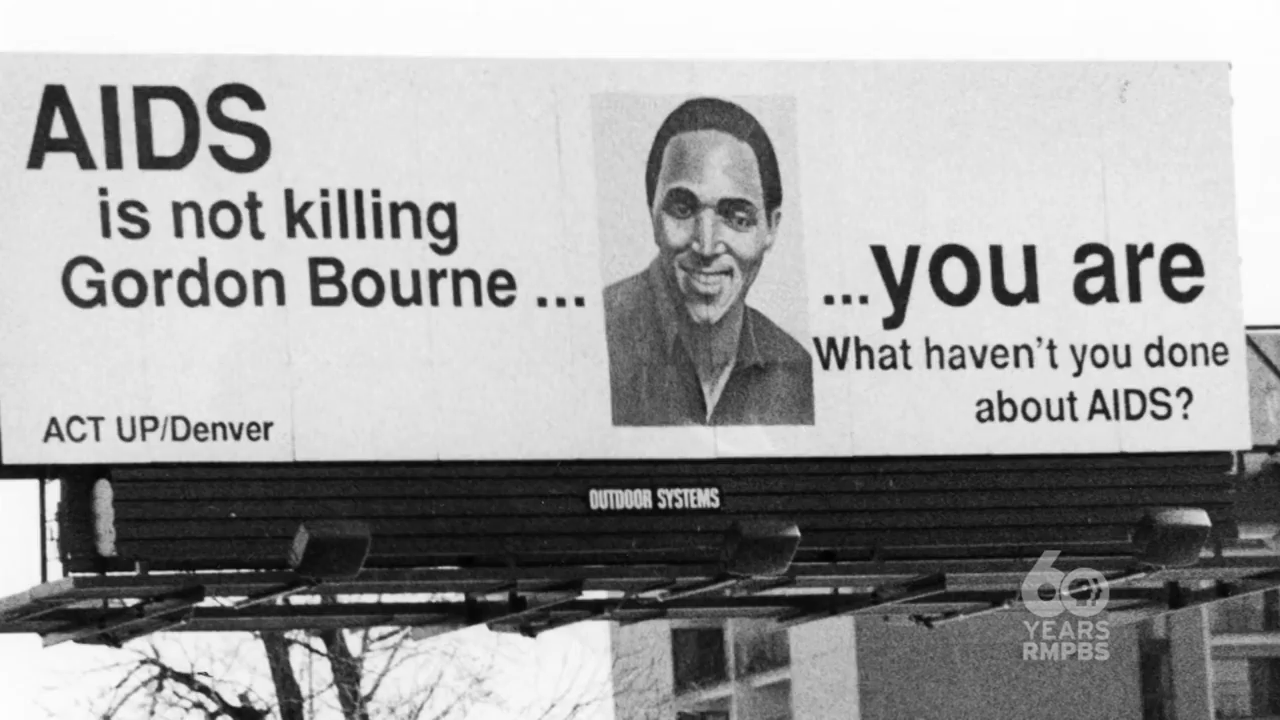 AIDS
is not killing
Gordon Bourne ...
...you are
What haven't you done
about AIDS?
ACT UP/Denver
OUTDOOR SYSTEMS
60
YEARS
RMPBS